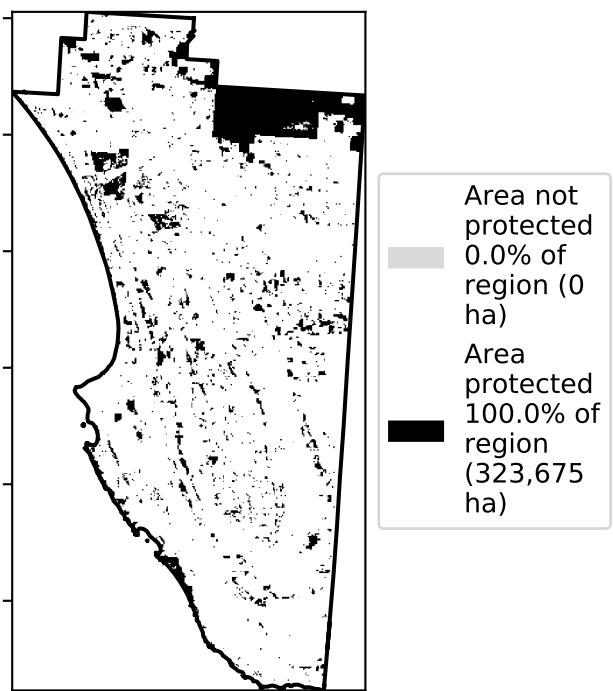 Area not
protected
0.0% of
region (0
ha)
Area
protected
100.0% of
region
(323,675
ha)